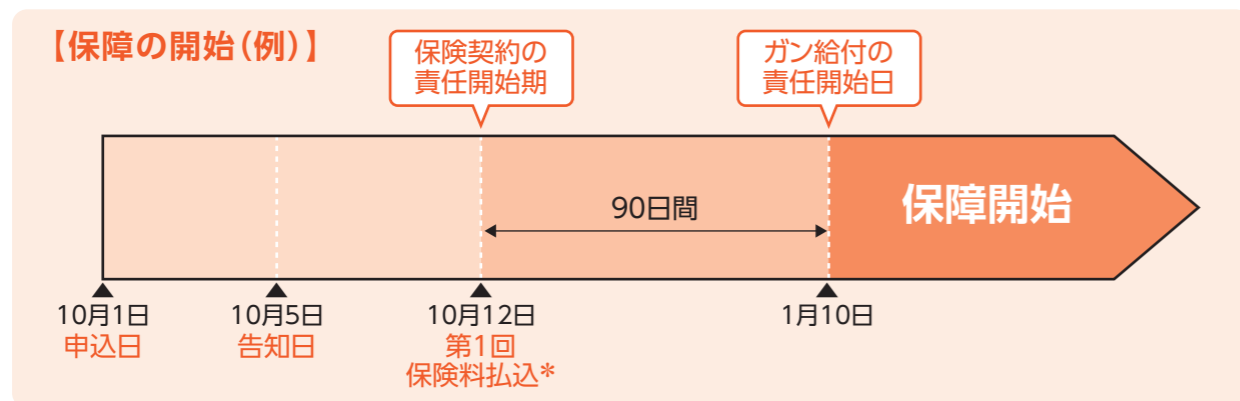 【保障の開始（例）】
保険契約の
責任開始期
ガン給付の
責任開始日
90日間
保障開始
10月1日
申込日
10月5日
告知日
10月12日
第1回
保険料払込*
1月10日